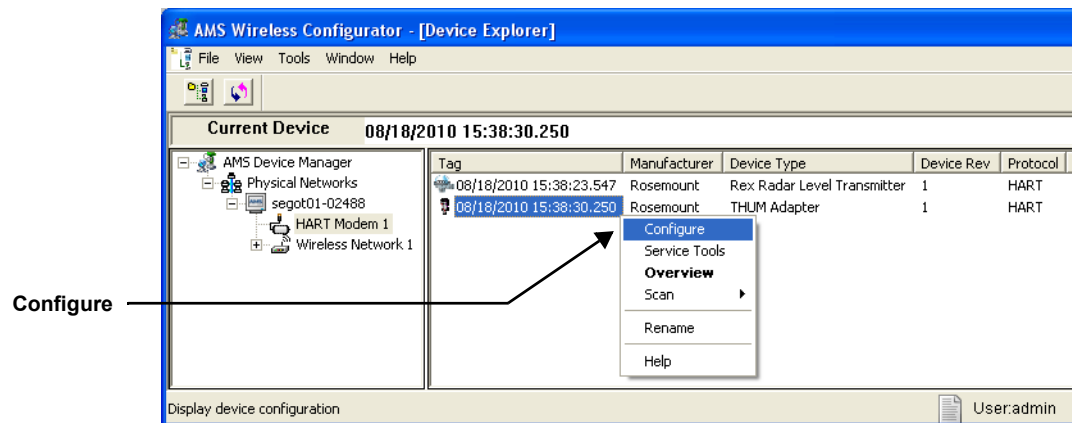 AMS Wireless Configurator - [Device Explorer]
File View Tools Window Help
Current Device 08/18/2010 15:38:30.250
AMS Device Manager
Physical Networks
segot01-02488
HART Modem 1
Wireless Network 1
Tag Manufacturer Device Type Device Rev Protocol
08/18/2010 15:38:23.547 Rosemount Rex Radar Level Transmitter 1 HART
08/18/2010 15:38:30.250 Rosemount THUM Adapter 1 HART
Configure
Service Tools
Overview
Scan
Rename
Help
Configure
Display device configuration User:admin